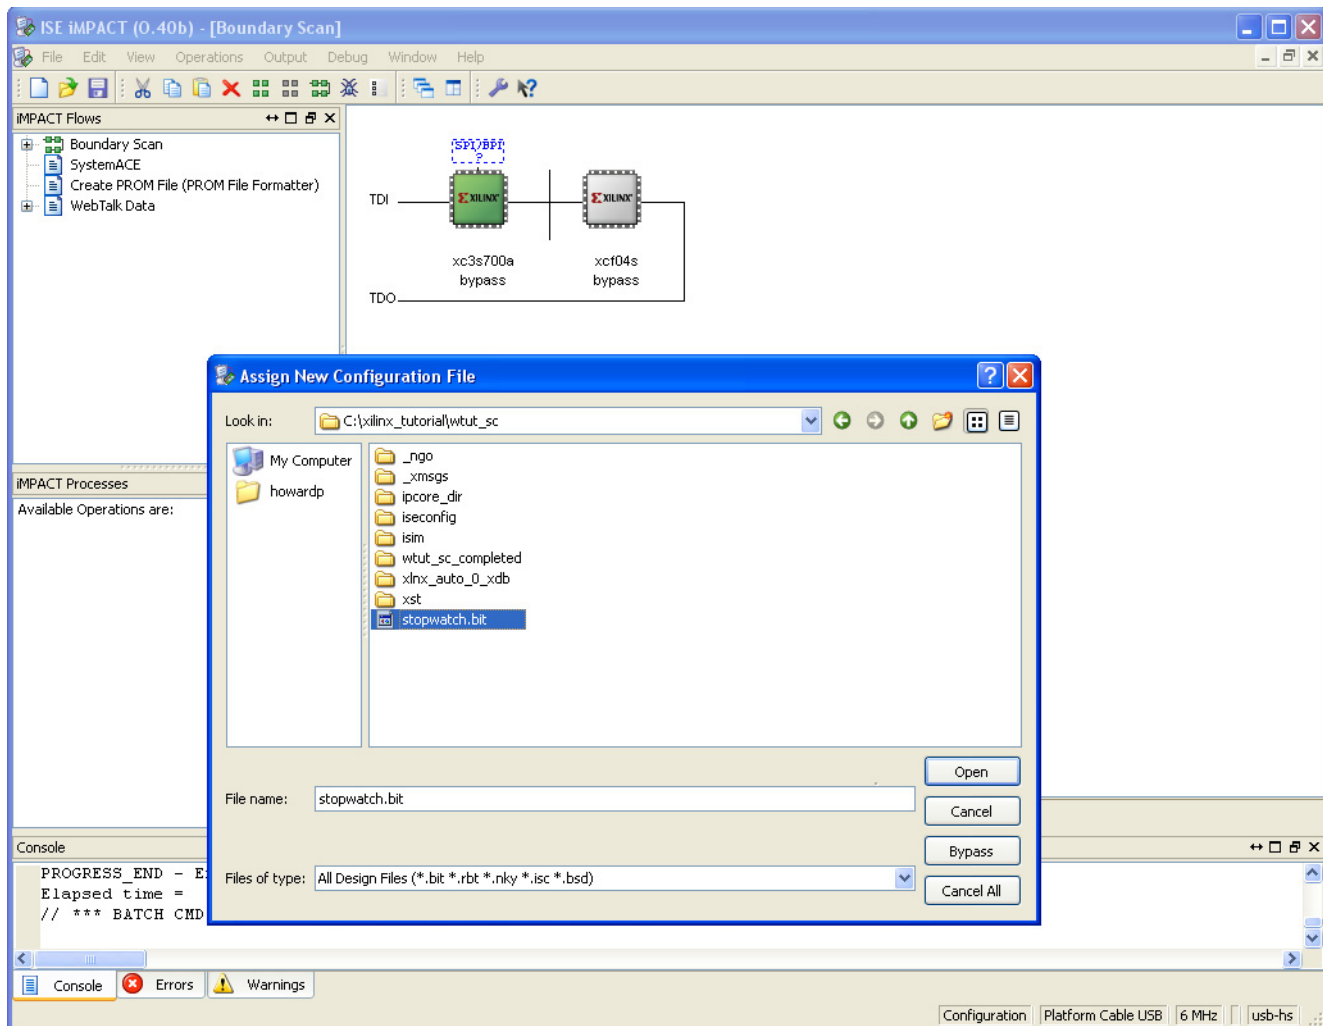 ISE iMPACT (O.40b) - [Boundary Scan]
File Edit View Operations Output Debug Window Help
iMPACT Flows
Boundary Scan
SystemACE
Create PROM File (PROM File Formatter)
WebTalk Data
SPI/BPI
?
TDI
XILINX
XILINX
xc3s700a
bypass
xcf04s
bypass
TDO
Assign New Configuration File
Look in:
C:\xilinx_tutorial\wtut_sc
My Computer
howardp
_ngo
_xmsgs
ipcore_dir
iseconfig
isim
wtut_sc_completed
xlnx_auto_0_xdb
xst
stopwatch.bit
File name:
stopwatch.bit
Files of type:
All Design Files (*.bit *.rbt *.nky *.isc *.bsd)
Open
Cancel
Bypass
Cancel All
iMPACT Processes
Available Operations are:
Console
PROGRESS_END - E
Elapsed time =
// *** BATCH CMD
Console Errors Warnings
Configuration Platform Cable USB 6 MHz usb-hs